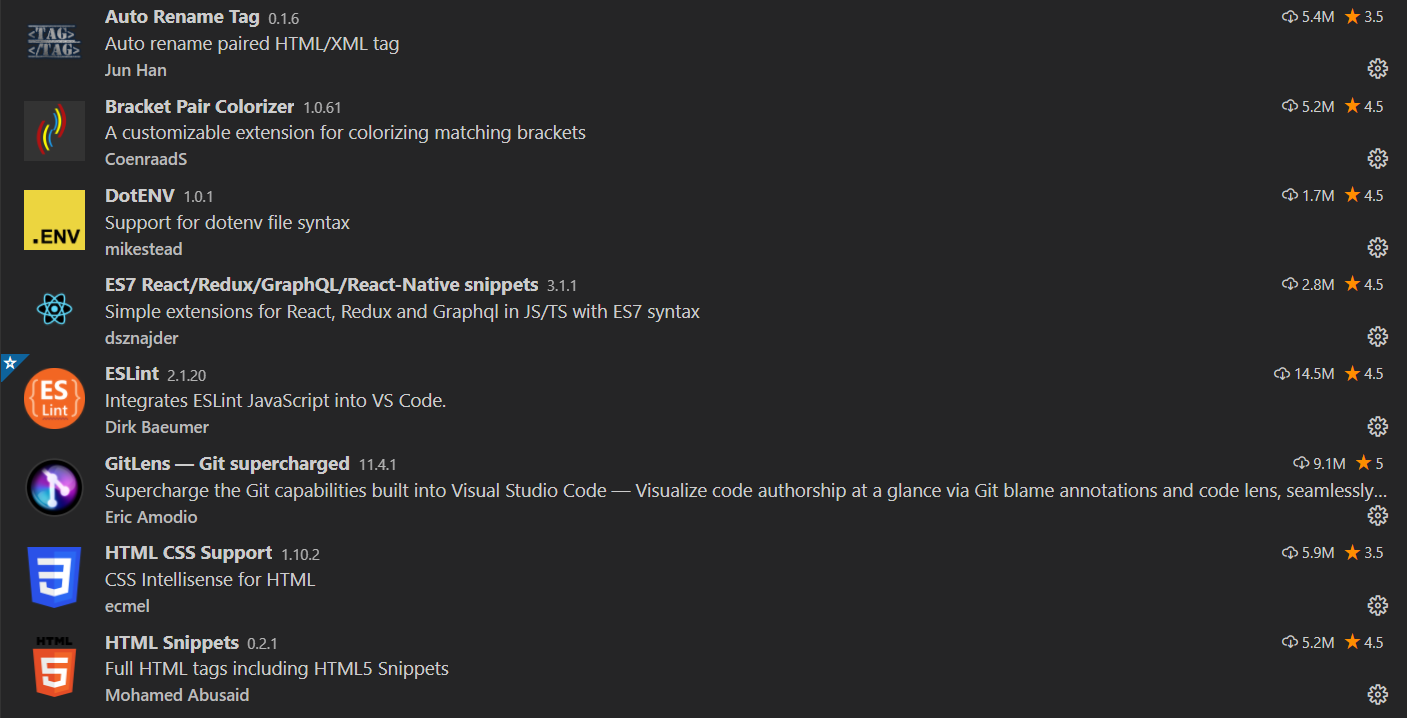 <TAG>
</TAG>
Auto Rename Tag 0.1.6 5.4M 3.5
Auto rename paired HTML/XML tag
Jun Han
Bracket Pair Colorizer 1.0.61 5.2M 4.5
A customizable extension for colorizing matching brackets
CoenraadS
.ENV
DotENV 1.0.1 1.7M 4.5
Support for dotenv file syntax
mikestead
ES7 React/Redux/GraphQL/React-Native snippets 3.1.1 2.8M 4.5
Simple extensions for React, Redux and Graphql in JS/TS with ES7 syntax
dsznajder
{ES
Lint}
ESLint 2.1.20 14.5M 4.5
Integrates ESLint JavaScript into VS Code.
Dirk Baeumer
GitLens — Git supercharged 11.4.1 9.1M 5
Supercharge the Git capabilities built into Visual Studio Code — Visualize code authorship at a glance via Git blame annotations and code lens, seamlessly...
Eric Amodio
3
HTML CSS Support 1.10.2 5.9M 3.5
CSS Intellisense for HTML
ecmel
HTML
5
HTML Snippets 0.2.1 5.2M 4.5
Full HTML tags including HTML5 Snippets
Mohamed Abusaid